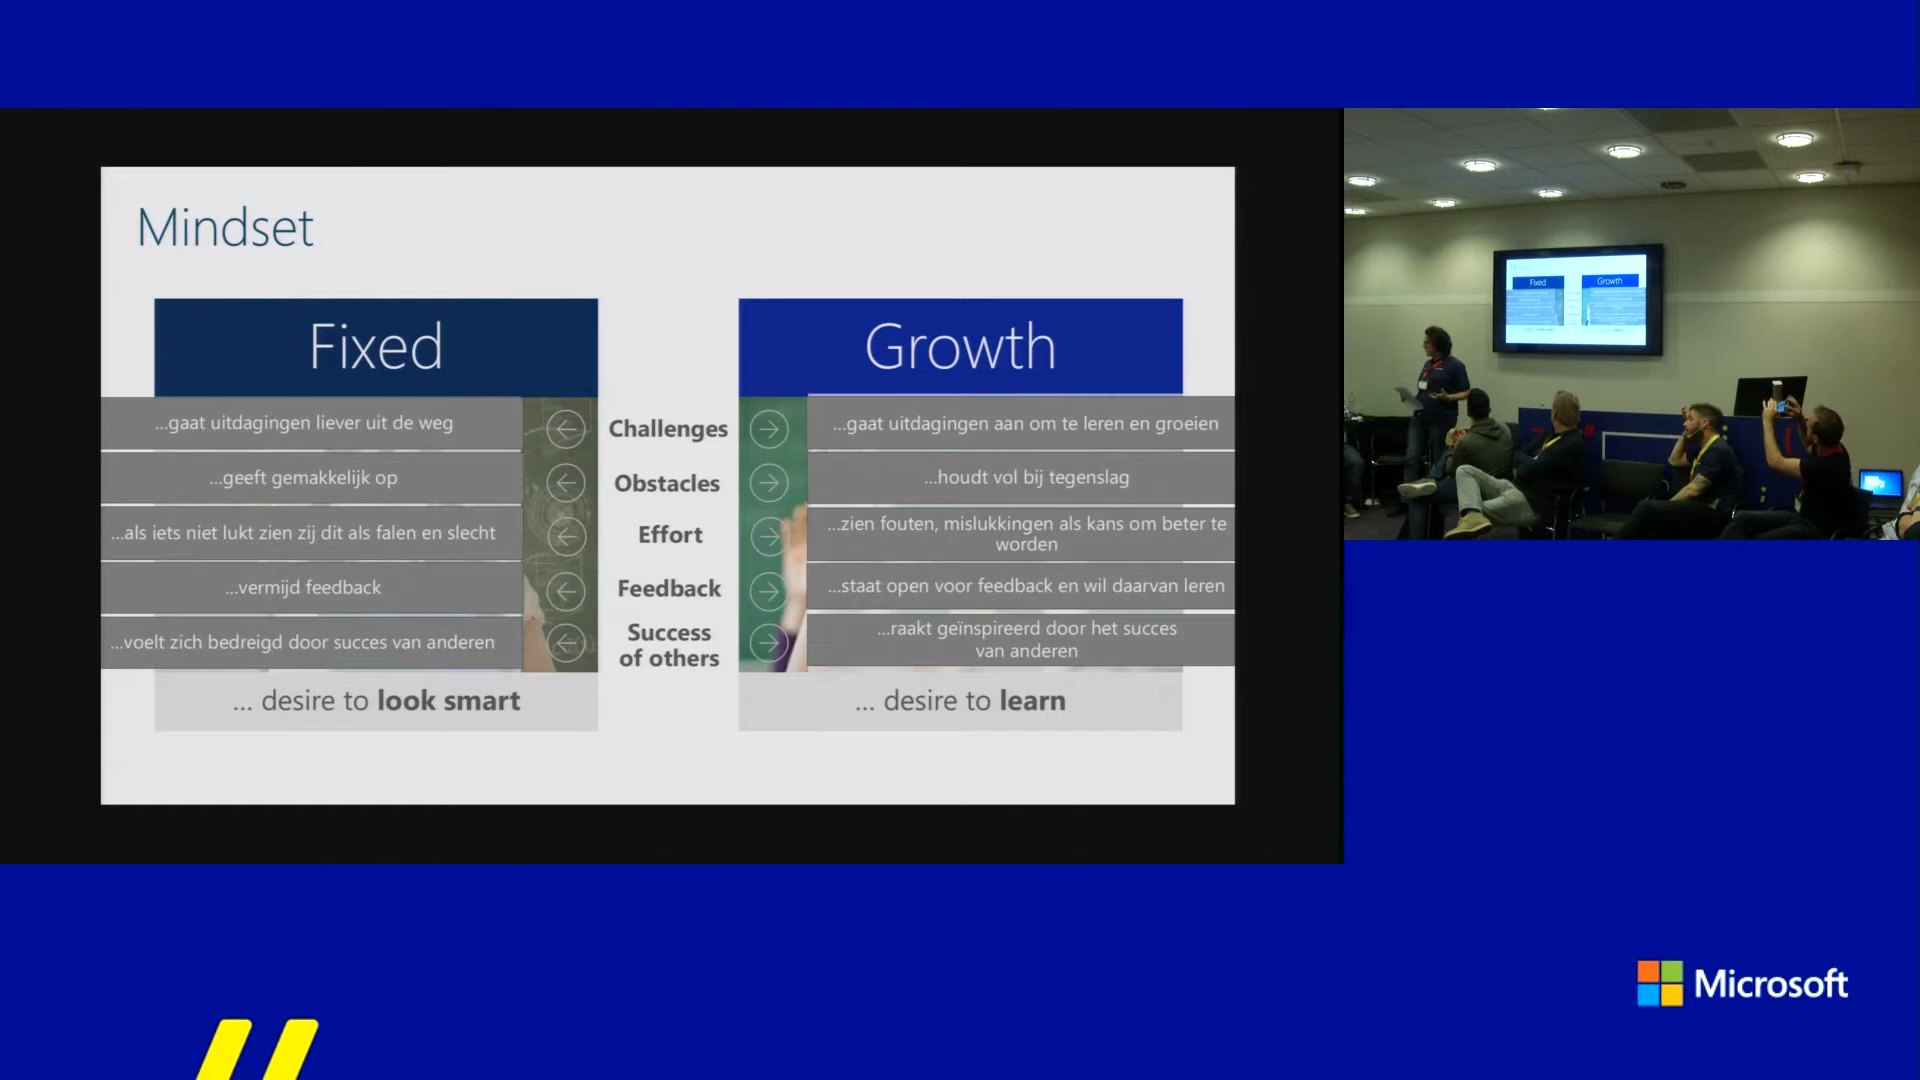 Mindset
Fixed
Growth
...gaat uitdagingen liever uit de weg
Challenges
...gaat uitdagingen aan om te leren en groeien
...geeft gemakkelijk op
Obstacles
...houdt vol bij tegenslag
...als iets niet lukt zien zij dit als falen en slecht
Effort
...zien fouten, mislukkingen als kans om beter te
worden
...vermijd feedback
Feedback
...staat open voor feedback en wil daarvan leren
...voelt zich bedreigd door succes van anderen
Success
of others
...raakt geïnspireerd door het succes
van anderen
... desire to look smart
... desire to learn
Fixed
Growth
Microsoft